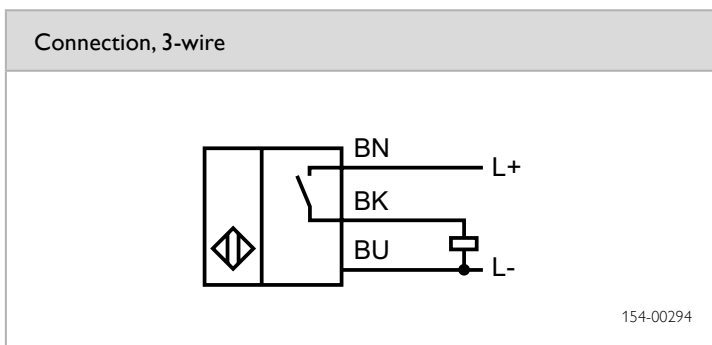 Connection, 3-wire
BN
L+
BK
BU
L-
154-00294